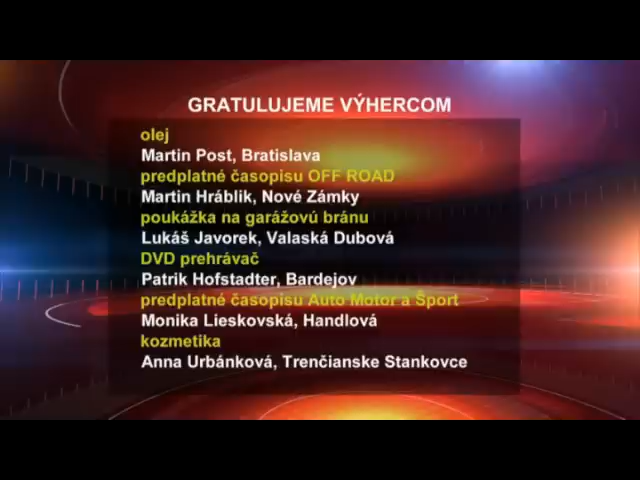 GRATULUJEME VÝHERCOM
olej
Martin Post, Bratislava
predplatné časopisu OFF ROAD
Martin Hráblik, Nové Zámky
poukážka na garážovú bránu
Lukáš Javorek, Valaská Dubová
DVD prehrávač
Patrik Hofstadter, Bardejov
predplatné časopisu Auto Motor a Šport
Monika Lieskovská, Handlová
kozmetika
Anna Urbánková, Trenčianske Stankovce